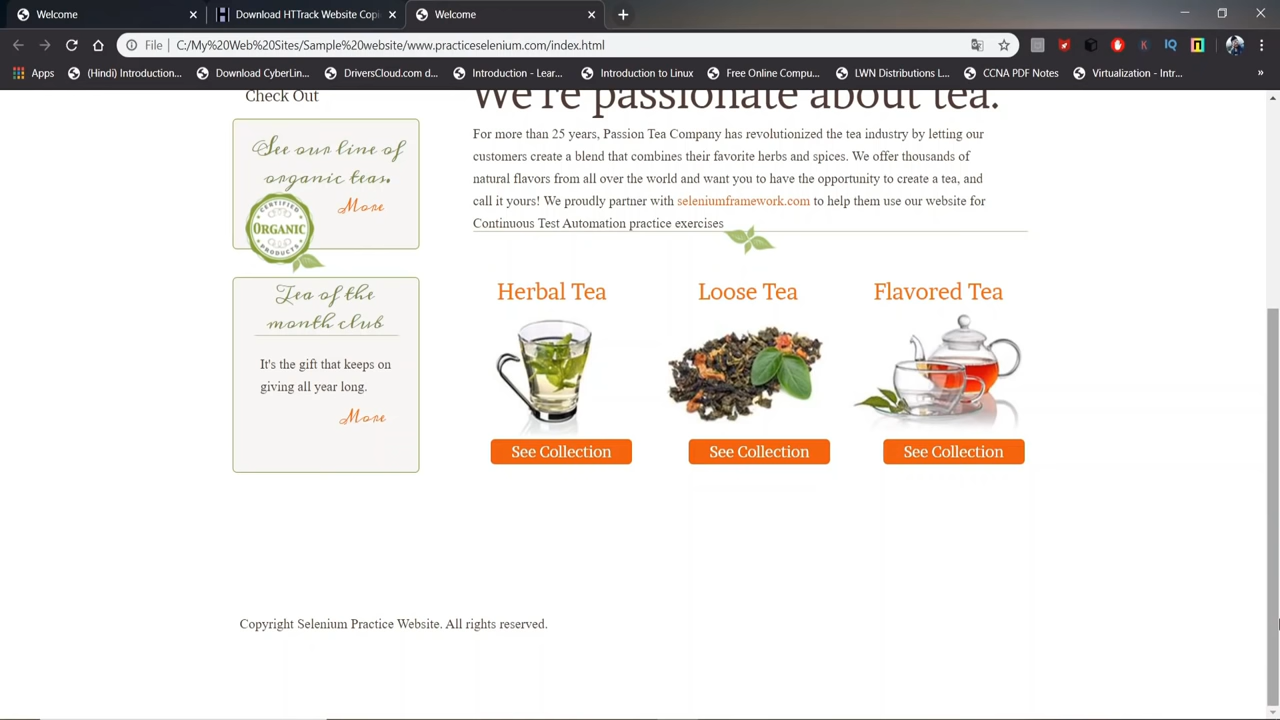 Welcome
Download HTTrack Website Copi
Welcome
File
C:/My%20Web%20Sites/Sample%20website/www.practiceselenium.com/index.html
Apps
(Hindi) Introduction...
Download CyberLin...
DriversCloud.com d...
Introduction - Lear...
Introduction to Linux
Free Online Compu...
LWN Distributions L...
CCNA PDF Notes
Virtualization - Intr...
Check Out
See our line of
organic teas.
More
CERTIFIED
ORGANIC
PRODUCTS
Tea of the
month club
It's the gift that keeps on
giving all year long.
More
We're passionate about tea.
For more than 25 years, Passion Tea Company has revolutionized the tea industry by letting our
customers create a blend that combines their favorite herbs and spices. We offer thousands of
natural flavors from all over the world and want you to have the opportunity to create a tea, and
call it yours! We proudly partner with seleniumframework.com to help them use our website for
Continuous Test Automation practice exercises
Herbal Tea
Loose Tea
Flavored Tea
See Collection
See Collection
See Collection
Copyright Selenium Practice Website. All rights reserved.